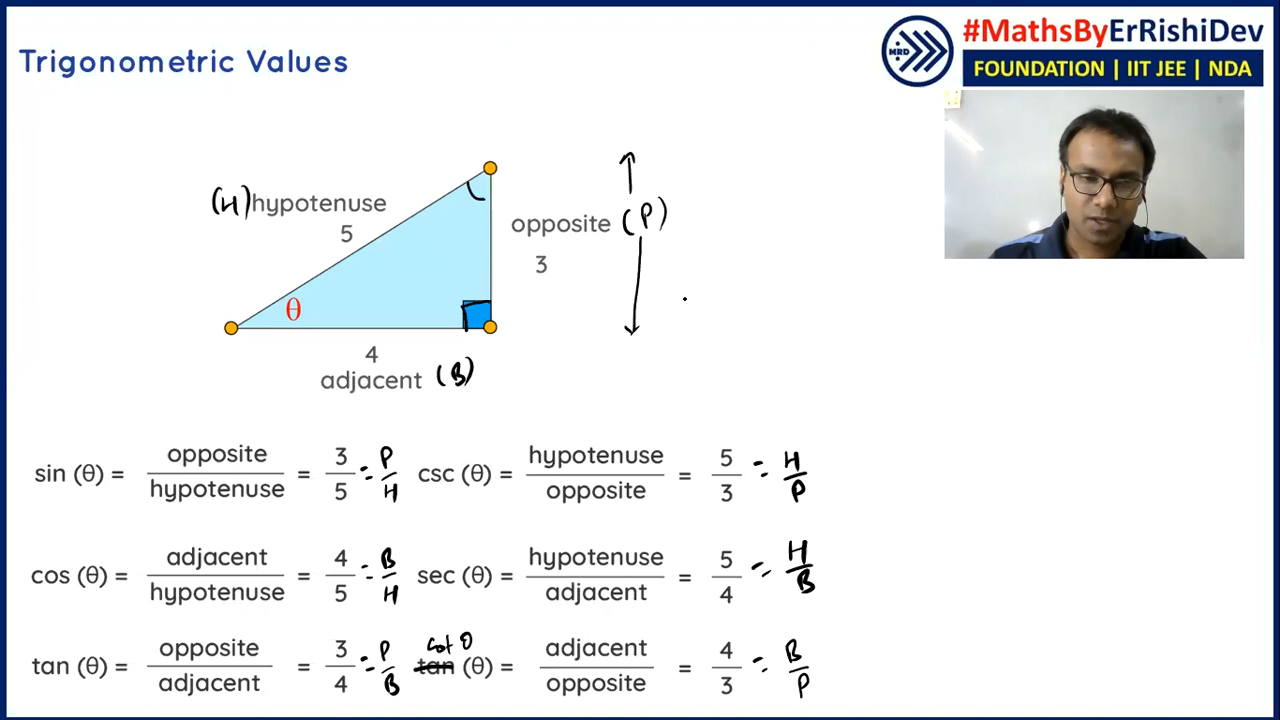 #MathsByErRishiDev
FOUNDATION | IIT JEE | NDA
MRD
Trigonometric Values
(H) hypotenuse
5
opposite (P)
3
θ
4
adjacent (B)
sin (θ) = opposite / hypotenuse = 3 / 5 = P / H
csc (θ) = hypotenuse / opposite = 5 / 3 = H / P
cos (θ) = adjacent / hypotenuse = 4 / 5 = B / H
sec (θ) = hypotenuse / adjacent = 5 / 4 = H / B
tan (θ) = opposite / adjacent = 3 / 4 = P / B
cot θ
tan (θ) = adjacent / opposite = 4 / 3 = B / P